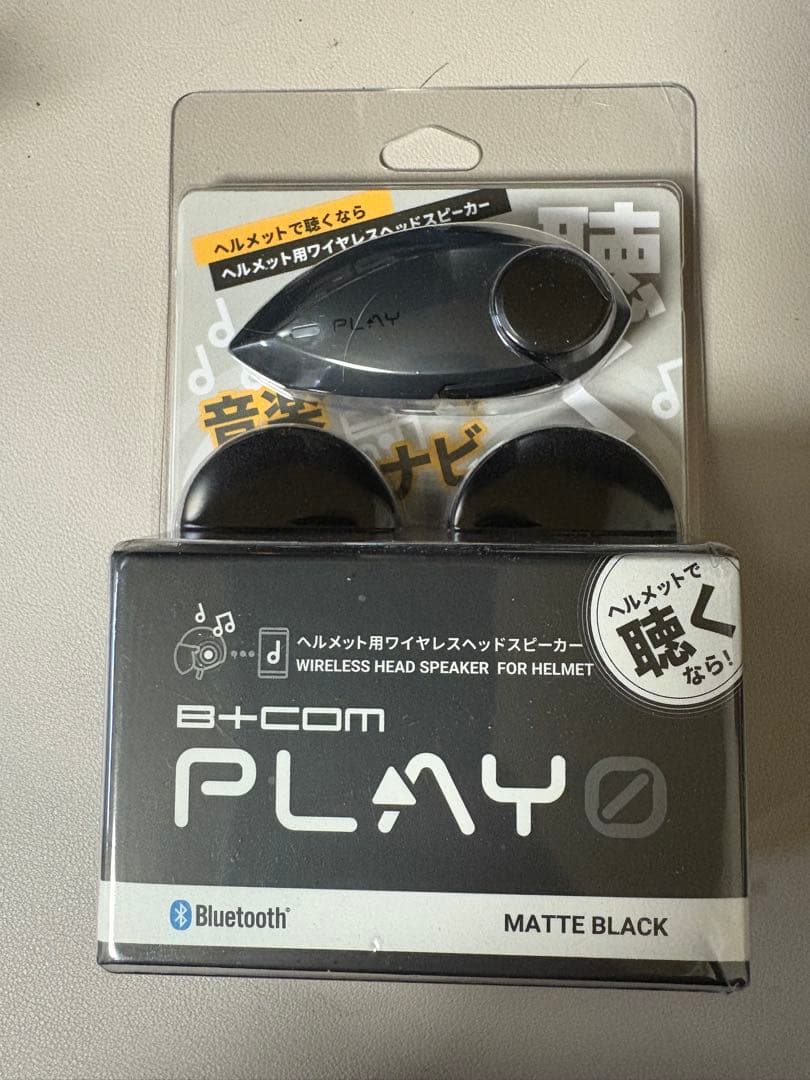 ヘルメットで聴くなら
ヘルメット用ワイヤレスヘッドスピーカー
聴
PLAY
音楽
ナビ
ヘルメットで
聴く
なら!
ヘルメット用ワイヤレスヘッドスピーカー
WIRELESS HEAD SPEAKER FOR HELMET
B+COM
PLAY
Bluetooth®
MATTE BLACK